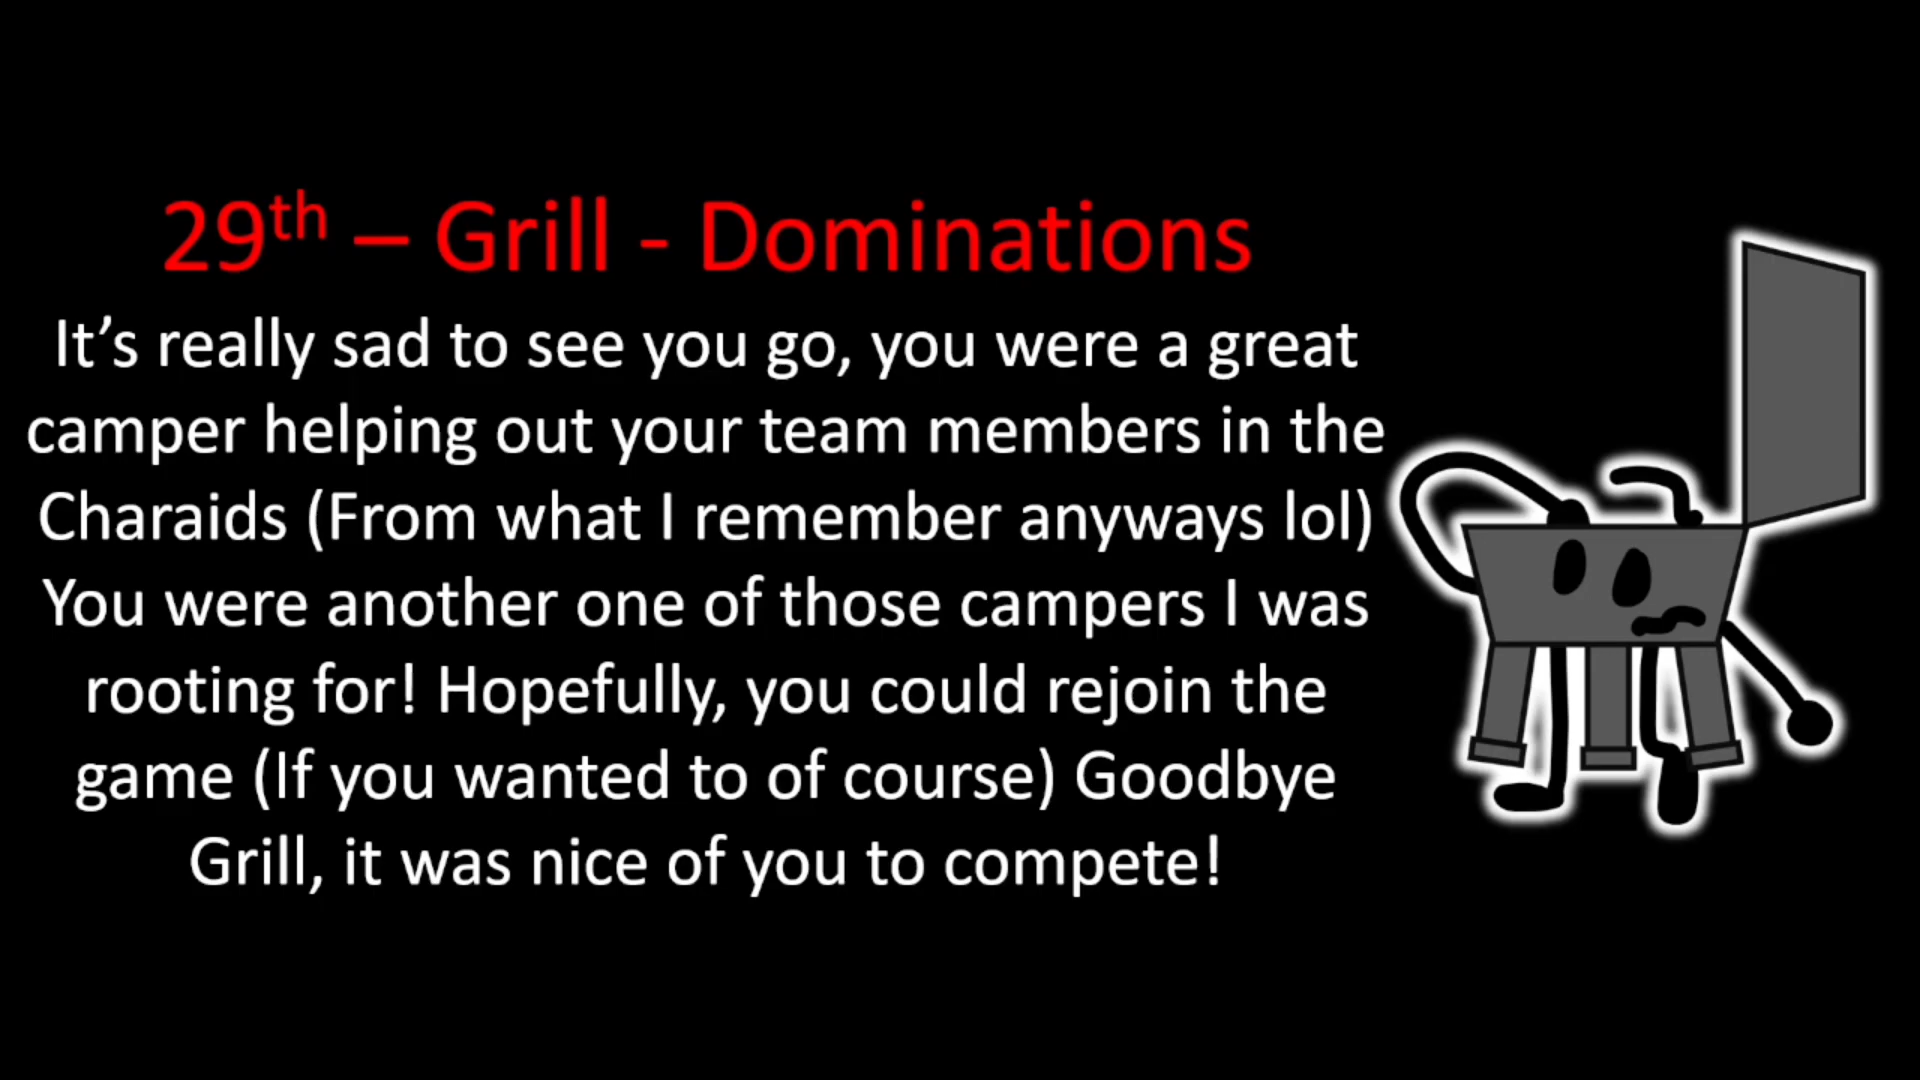 29th – Grill - Dominations
It’s really sad to see you go, you were a great
camper helping out your team members in the
Charaids (From what I remember anyways lol)
You were another one of those campers I was
rooting for! Hopefully, you could rejoin the
game (If you wanted to of course) Goodbye
Grill, it was nice of you to compete!